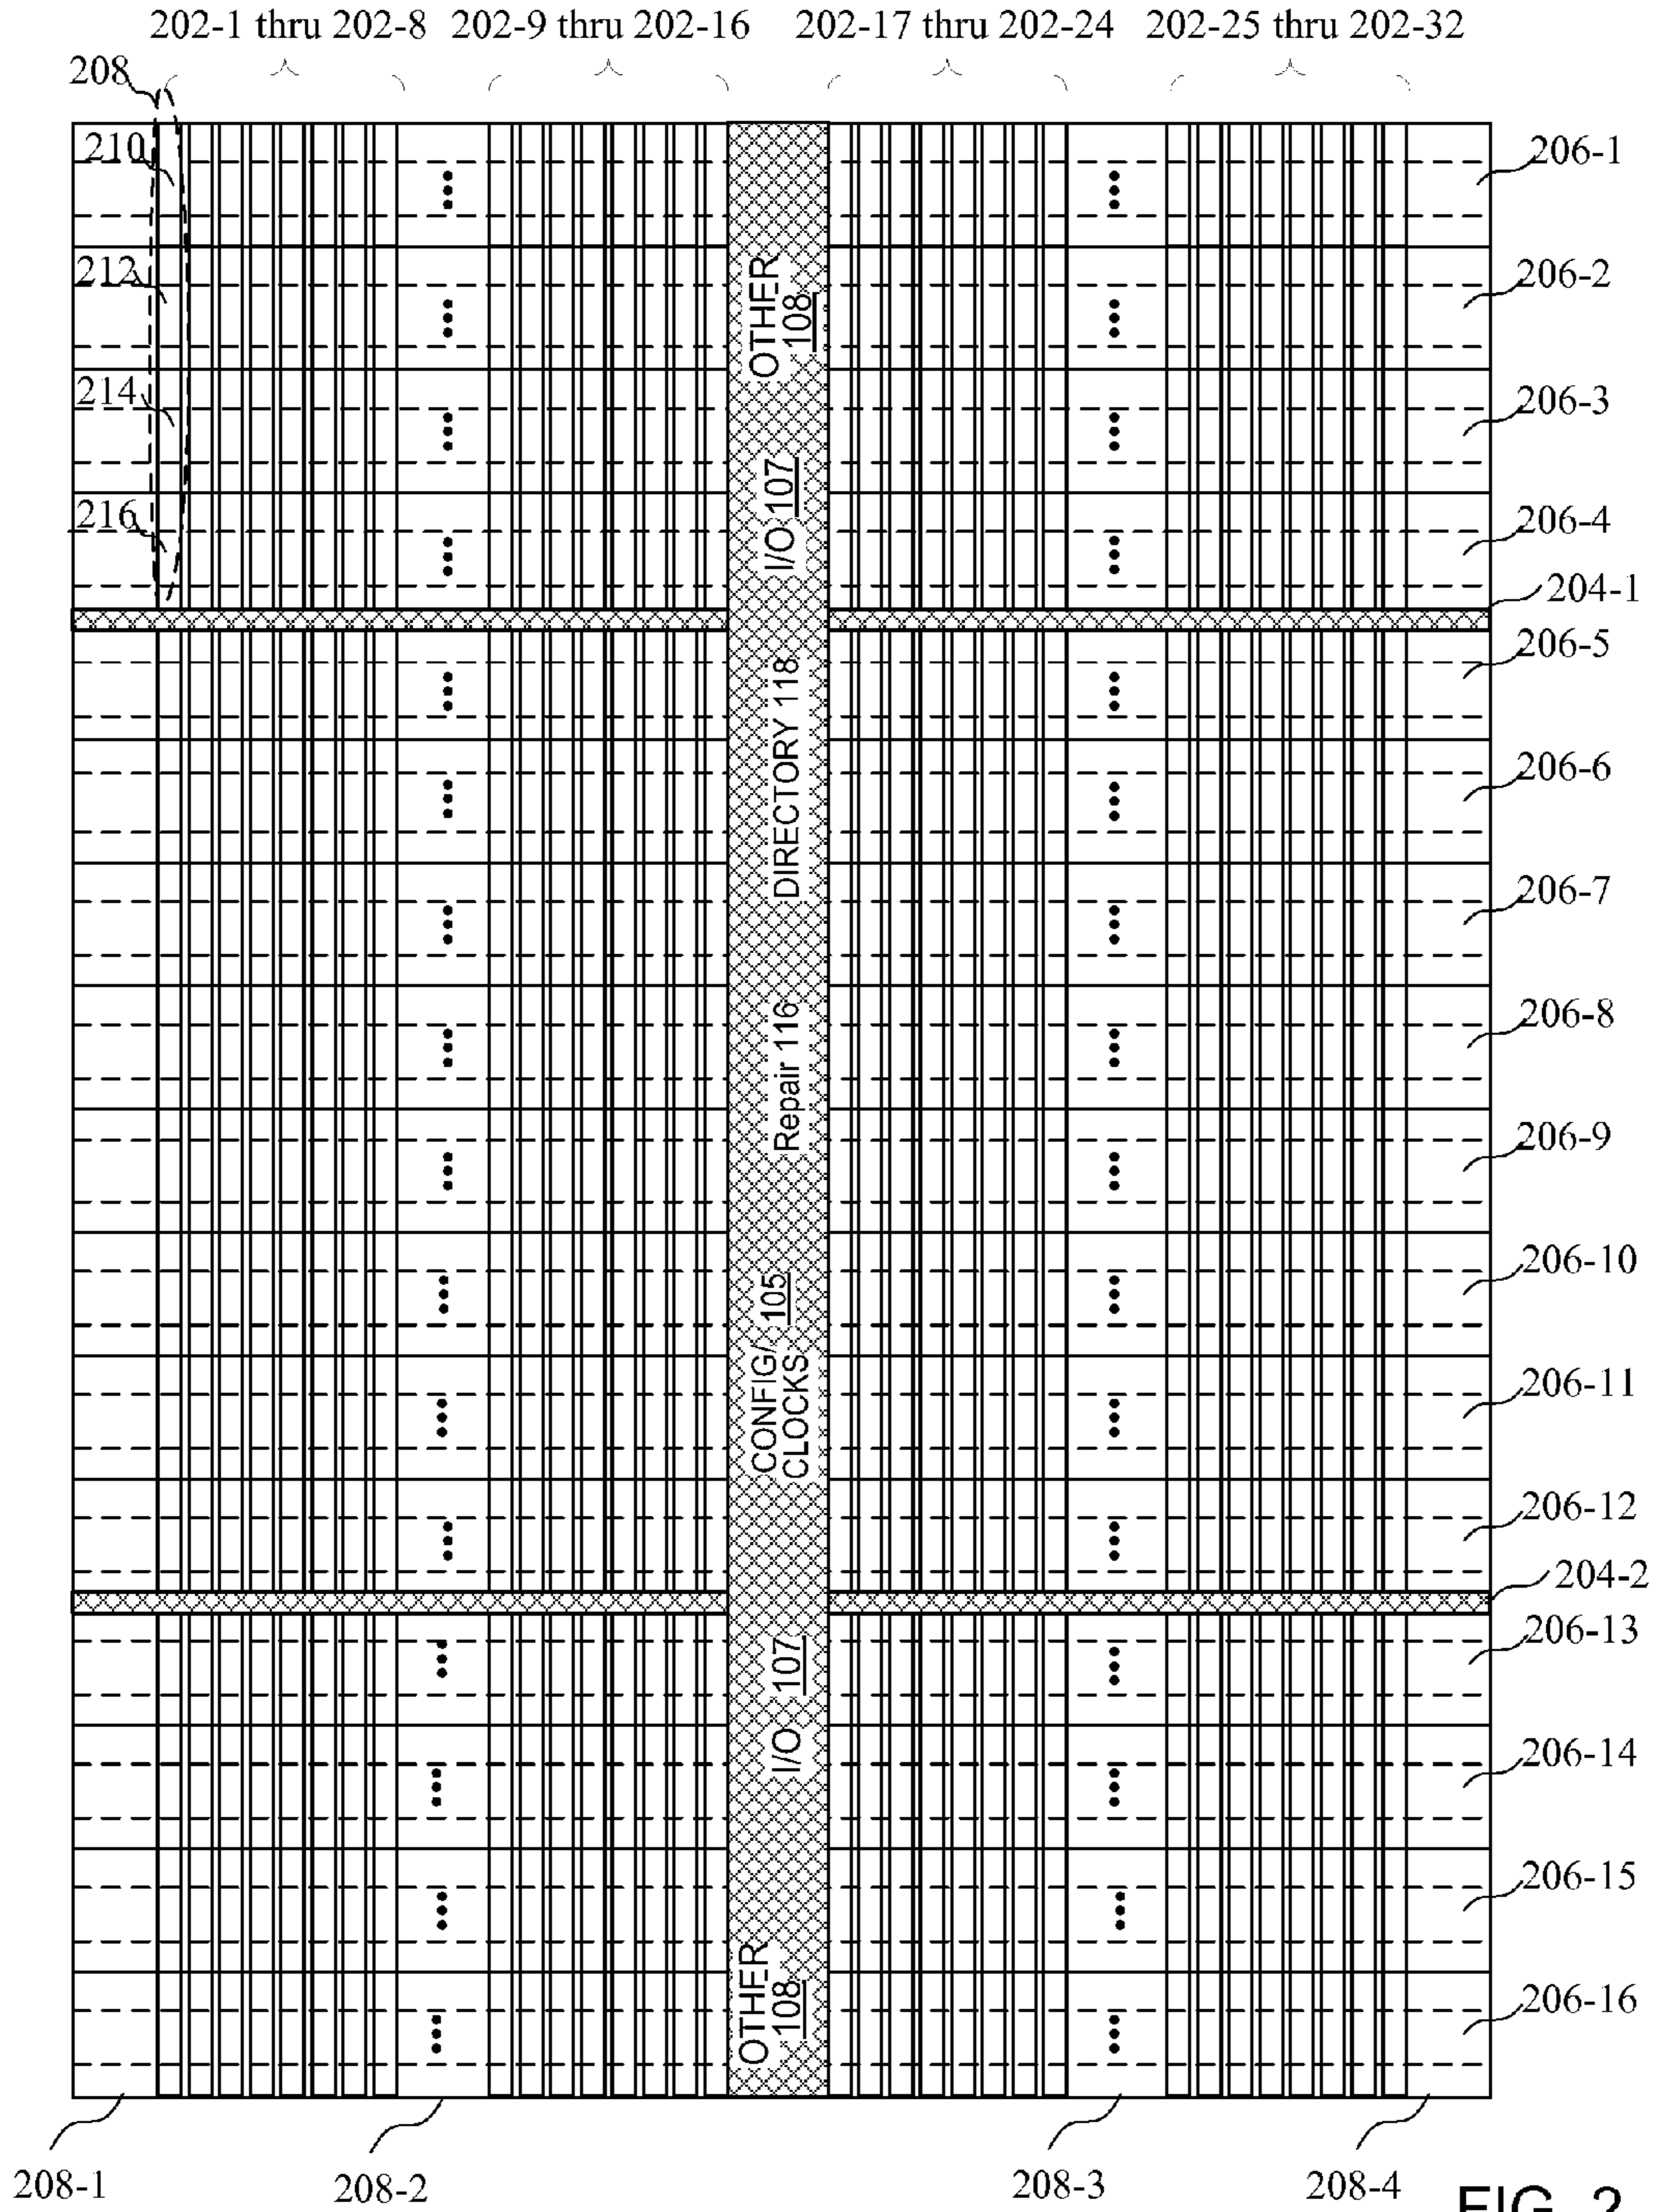 202-1 thru 202-8 202-9 thru 202-16 202-17 thru 202-24 202-25 thru 202-32
208
210
206-1
212
206-2
OTHER
108
214
206-3
I/O 107
216
206-4
204-1
206-5
DIRECTORY 118
206-6
206-7
Repair 116
206-8
206-9
206-10
CONFIG/ 105
CLOCKS
206-11
206-12
204-2
206-13
I/O 107
206-14
206-15
OTHER
108
206-16
208-1 208-2 208-3 208-4
FIG. 2